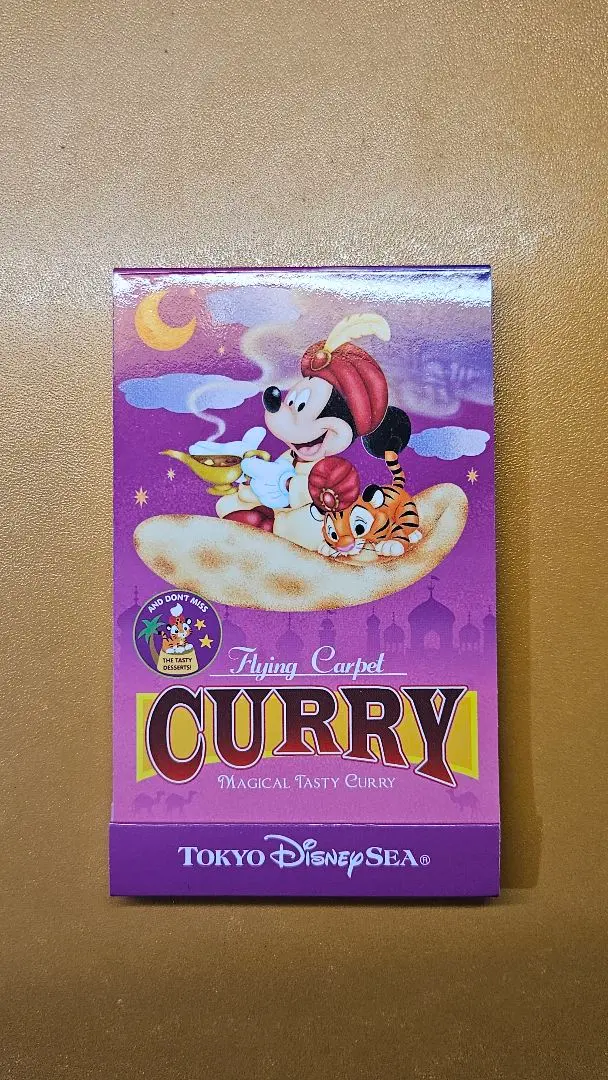 AND DON'T MISS
THE TASTY
DESSERTS!
Flying Carpet
CURRY
MAGICAL TASTY CURRY
TOKYO DISNEYSEA®